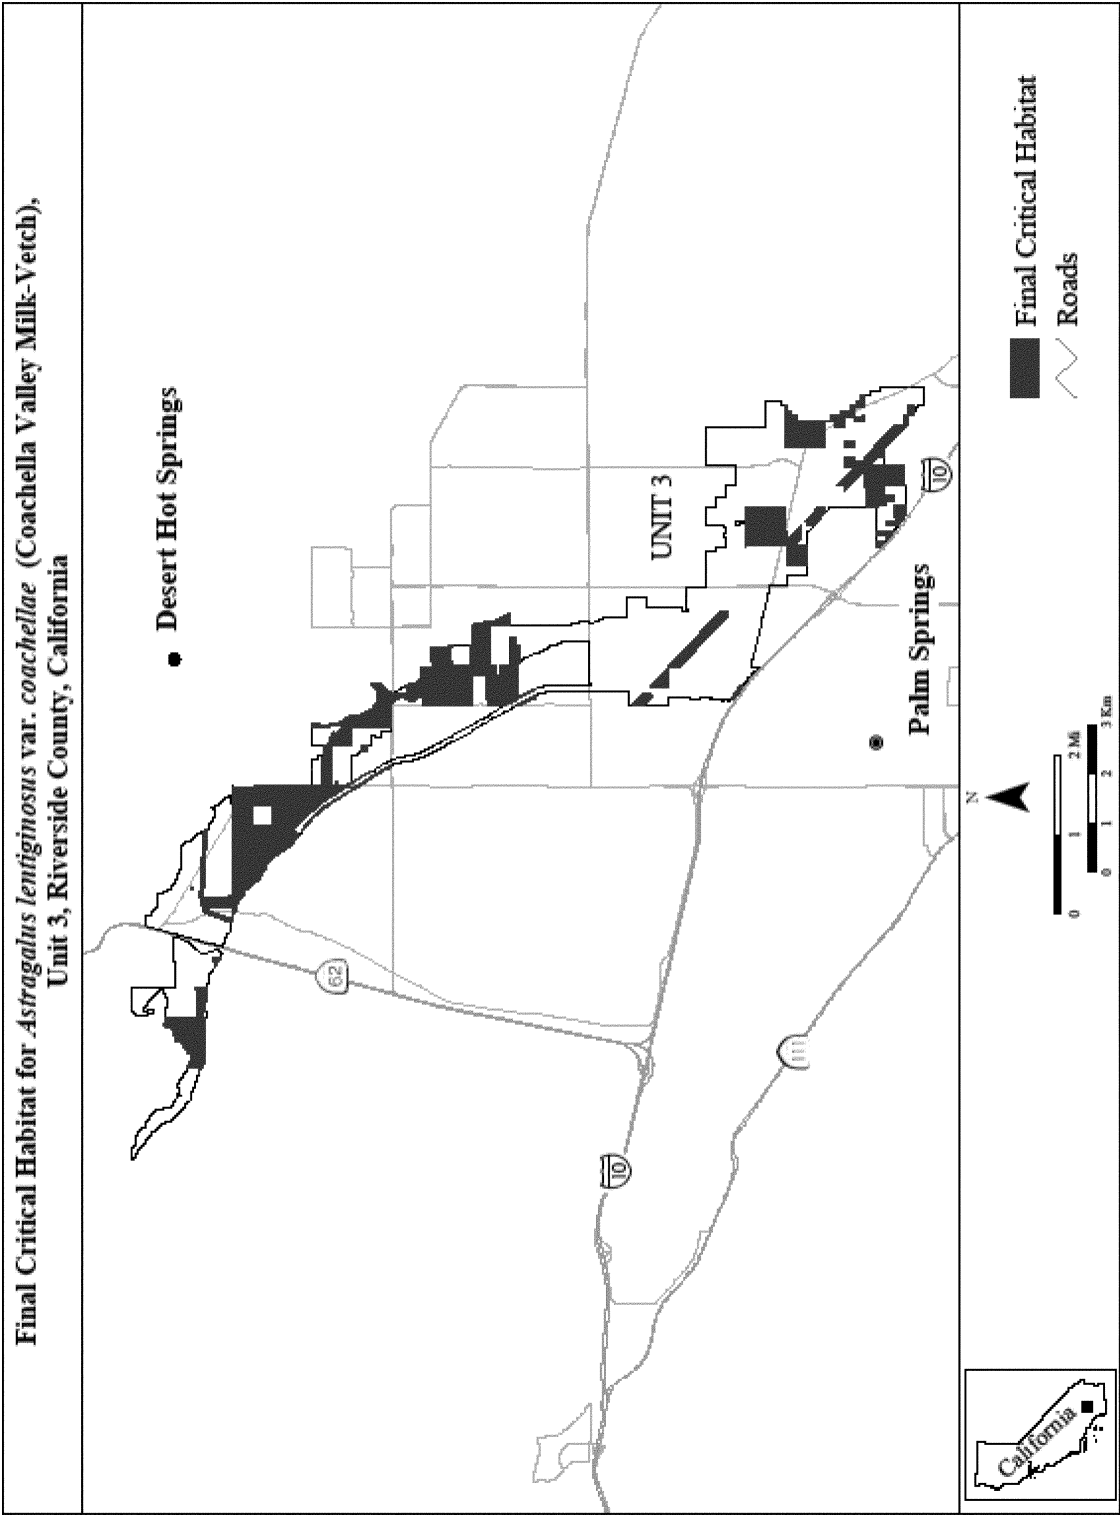 Final Critical Habitat for Astragalus lentiginosus var. coachellae (Coachella Valley Milk-Vetch),
Unit 3, Riverside County, California
Desert Hot Springs
62
UNIT 3
10
10
111
Palm Springs
N
0 1 2 Mi
0 1 2 3 Km
Final Critical Habitat
Roads
California